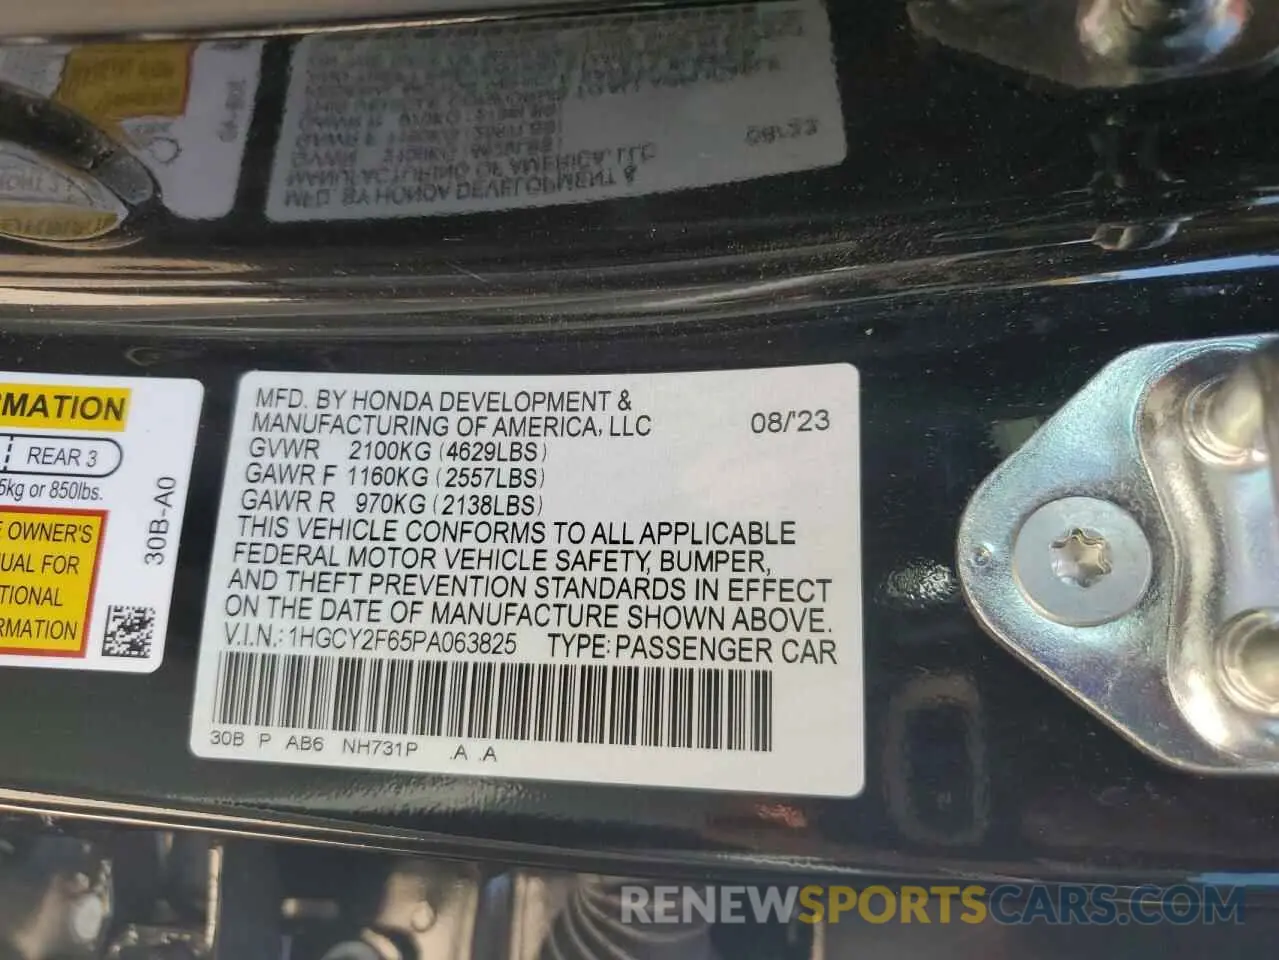 RMATION
REAR 3
5kg or 850lbs.
E OWNER'S
UAL FOR
TIONAL
RMATION
30B-A0
MFD. BY HONDA DEVELOPMENT &
MANUFACTURING OF AMERICA, LLC 08/'23
GVWR 2100KG (4629LBS)
GAWR F 1160KG (2557LBS)
GAWR R 970KG (2138LBS)
THIS VEHICLE CONFORMS TO ALL APPLICABLE
FEDERAL MOTOR VEHICLE SAFETY, BUMPER,
AND THEFT PREVENTION STANDARDS IN EFFECT
ON THE DATE OF MANUFACTURE SHOWN ABOVE.
V.I.N.: 1HGCY2F65PA063825 TYPE: PASSENGER CAR
30B P AB6 NH731P .A .A
RENEWSPORTSCARS.COM